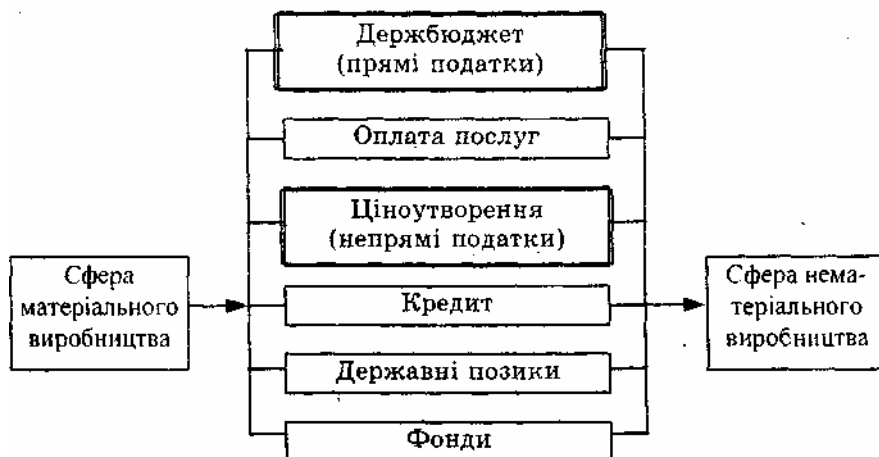 Держбюджет
(прямі податки)
Оплата послуг
Ціноутворення
(непрямі податки)
Сфера
матеріального
виробництва
Кредит
Сфера нема-
теріального
виробництва
Державні позики
Фонди